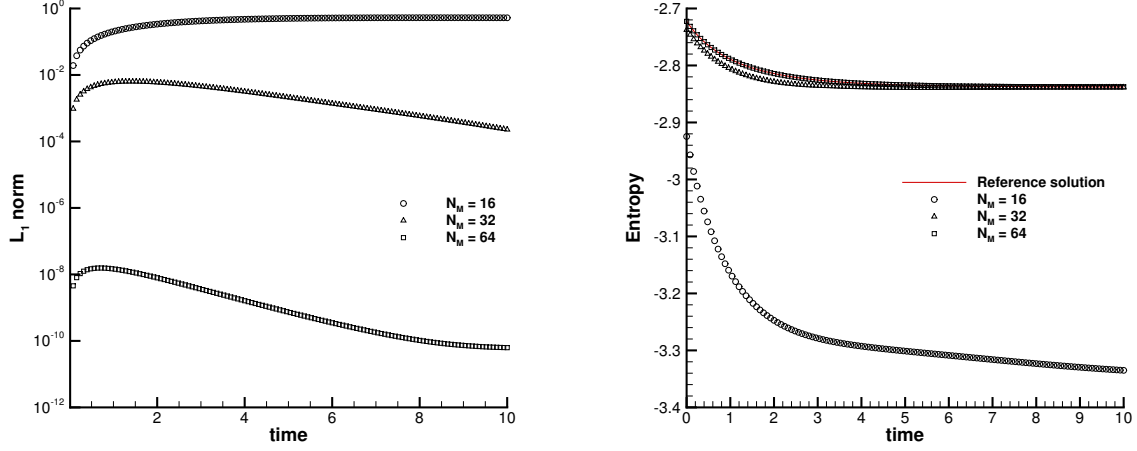 10^0
10^-2
10^-4
10^-6
10^-8
10^-10
10^-12
L_1 norm
2
4
6
8
10
time
N_M = 16
N_M = 32
N_M = 64
-2.7
-2.8
-2.9
-3
-3.1
-3.2
-3.3
-3.4
Entropy
0
1
2
3
4
5
6
7
8
9
10
time
Reference solution
N_M = 16
N_M = 32
N_M = 64